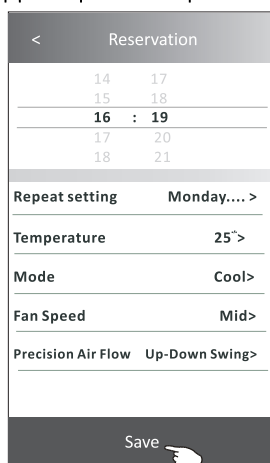 < Reservation
14 17
15 18
16 : 19
17 20
18 21
Repeat setting Monday.... >
Temperature 25 >
Mode Cool>
Fan Speed Mid>
Precision Air Flow Up-Down Swing>
Save